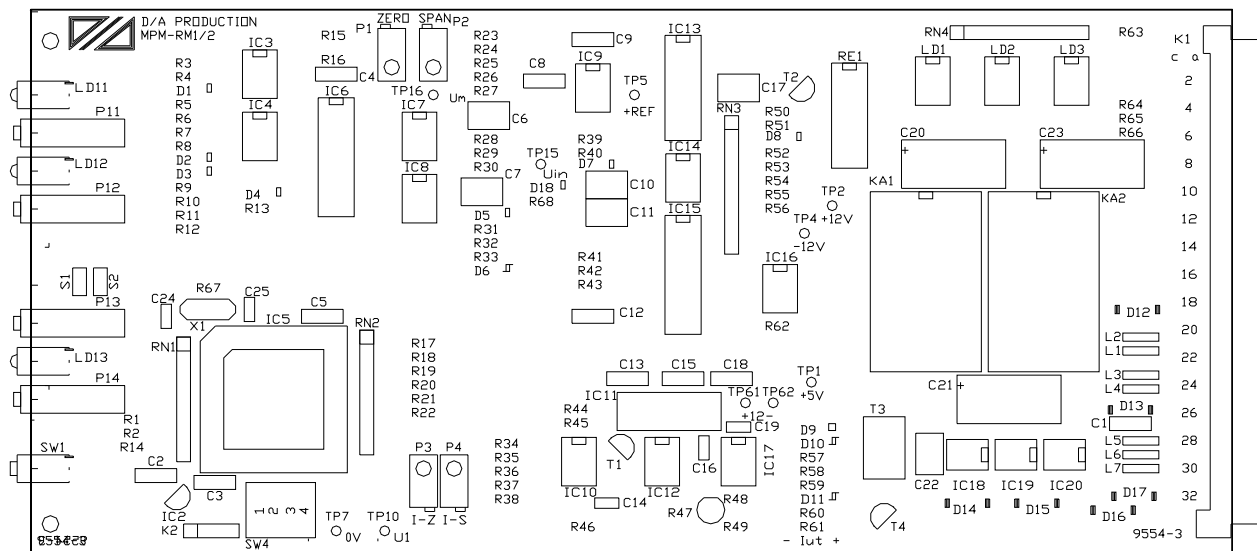 D/A PRODUCTION
MPM-RM1/2
P1
ZERO
SPAN
P2
IC3
R15
R16
C4
R3
R4
D1
R5
R6
R7
R8
D2
D3
R9
R10
R11
R12
LD11
P11
LD12
P12
IC4
D4
R13
IC6
TP16
Um
IC7
IC8
R23
R24
R25
R26
R27
C6
R28
R29
R30
C7
D5
R31
R32
R33
D6
C9
C8
IC9
TP5
+REF
TP15
Uin
D18
R68
R39
R40
D7
C10
C11
R41
R42
R43
C12
IC13
IC14
IC15
C17
RN3
T2
R50
R51
D8
R52
R53
R54
R55
R56
TP2
+12V
TP4
-12V
IC16
R62
RE1
RN4
R63
LD1
LD2
LD3
R64
R65
R66
C20
C23
KA1
KA2
K1
c a
2
4
6
8
10
12
14
16
18
20
22
24
26
28
30
32
S1
S2
P13
LD13
P14
R1
R2
R14
SW1
C24
R67
C25
X1
C5
IC5
RN1
RN2
R17
R18
R19
R20
R21
R22
C2
C3
IC2
K2
1 2 3 4
SW4
TP7
0V
TP10
U1
P3
P4
I-Z
I-S
R34
R35
R36
R37
R38
C13
C15
C18
IC11
TP61
TP62
+12-
TP1
+5V
R44
R45
C19
T1
C16
IC17
IC10
IC12
C14
R46
R47
R48
R49
D9
D10
R57
R58
R59
D11
R60
R61
- Iut +
T3
C21
C22
IC18
IC19
IC20
T4
D14
D15
D16
D17
D12
L2
L1
L3
L4
D13
C1
L5
L6
L7
9554-3